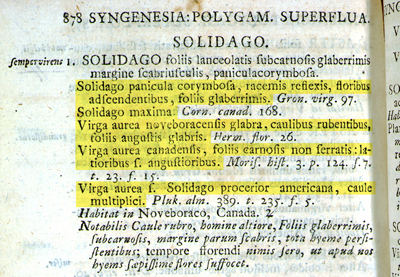 878 SYNGENESIA: POLYGAM. SUPERFLUA.
SOLIDAGO.
sempervirens 1. SOLIDAGO foliis lanceolatis subcarnosis glaberrimis
margine scabriusculis, paniculacorymbosa.
Solidago panicula corymbosa, racemis reflexis, floribus
adscendentibus, foliis glaberrimis. Gron. virg. 97.
Solidago maxima Corn. canad. 168.
Virga aurea noveboracensis glabra, caulibus rubentibus,
foliis angustis glabris. Herm. flor. 26.
Virga aurea canadensis, foliis carnosis non serratis: la-
tioribus s. angustioribus. Moris. hist. 3. p. 124. s. 7.
t. 23. f. 15.
Virga aurea s. Solidago procerior americana, caule
multiplici. Pluk. alm. 389. t. 235. f. 5.
Habitat in Noveboraco, Canada. ♃
Notabilis Caule rubro, homine altiore, Foliis glaberrimis,
subcarnosis, margine parum scabris, tota hyeme persi-
stentibus; tempore florendi nimis sero, ut apud nos
hyems sæpissime flores suffocet.